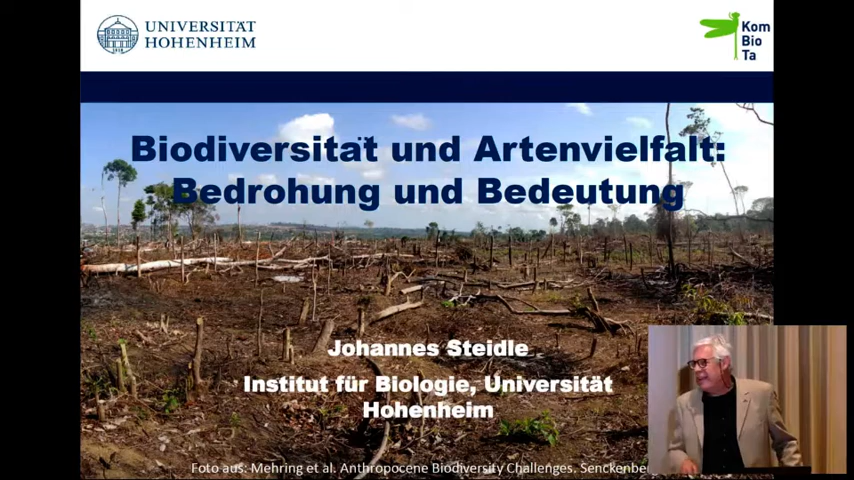 UNIVERSITÄT
HOHENHEIM
Kom
Bio
Ta
Biodiversität und Artenvielfalt:
Bedrohung und Bedeutung
Johannes Steidle
Institut für Biologie, Universität
Hohenheim
Foto aus: Mehring et al. Anthropocene Biodiversity Challenges. Senckenbe